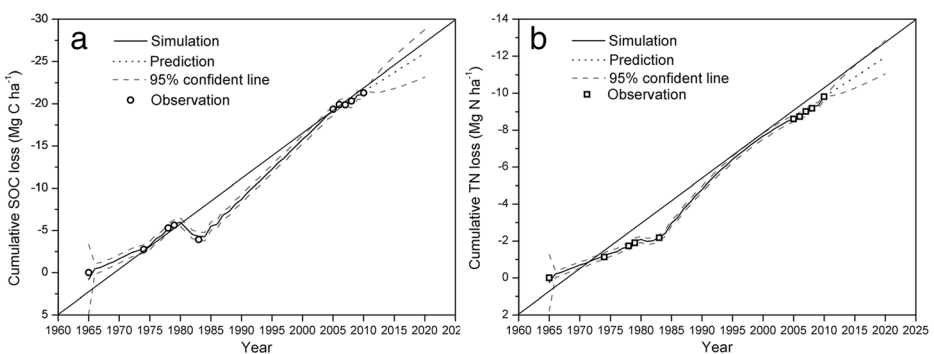 a
Simulation
Prediction
95% confident line
Observation
Cumulative SOC loss (Mg C ha⁻¹)
-30
-25
-20
-15
-10
-5
0
5
1960 1965 1970 1975 1980 1985 1990 1995 2000 2005 2010 2015 2020 202
Year
b
Simulation
Prediction
95% confident line
Observation
Cumulative TN loss (Mg N ha⁻¹)
-14
-12
-10
-8
-6
-4
-2
0
2
1960 1965 1970 1975 1980 1985 1990 1995 2000 2005 2010 2015 2020 2025
Year